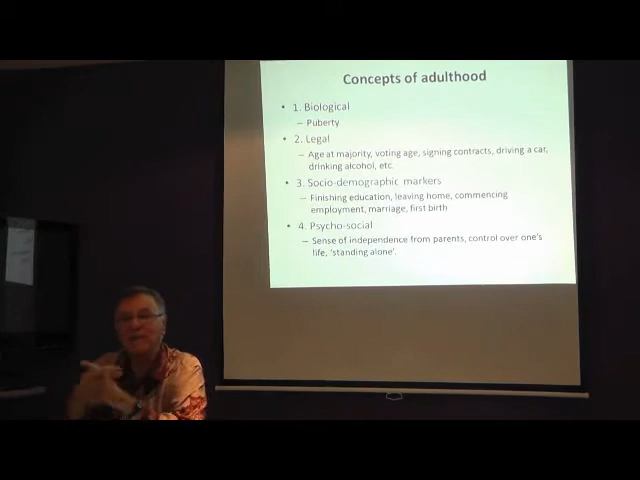 Concepts of adulthood
• 1. Biological
– Puberty
• 2. Legal
– Age at majority, voting age, signing contracts, driving a car,
drinking alcohol, etc.
• 3. Socio-demographic markers
– Finishing education, leaving home, commencing
employment, marriage, first birth
• 4. Psycho-social
– Sense of independence from parents, control over one's
life, 'standing alone'.